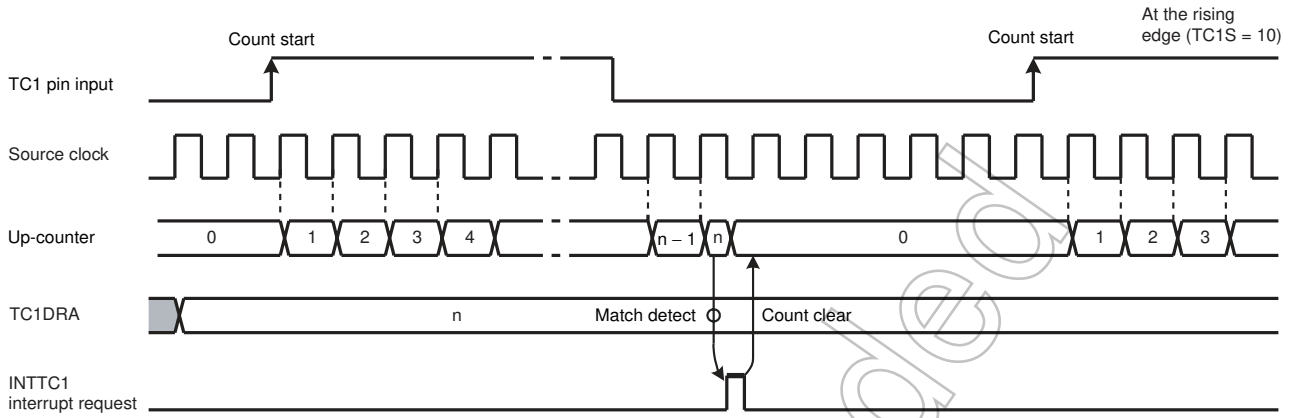 At the rising
edge (TC1S = 10)
Count start
Count start
TC1 pin input
Source clock
Up-counter
0
1
2
3
4
n – 1
n
0
1
2
3
TC1DRA
n
Match detect
Count clear
INTTC1
interrupt request
ded